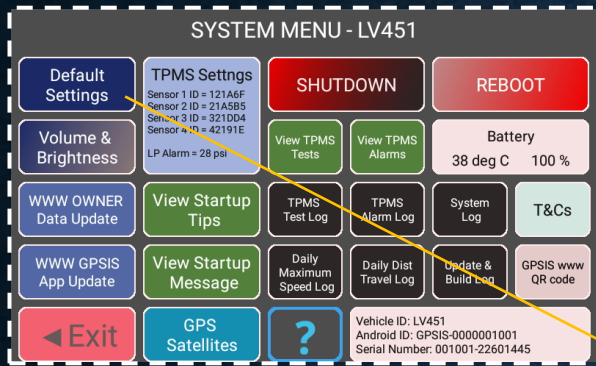 SYSTEM MENU - LV451
Default
Settings
TPMS Settngs
Sensor 1 ID = 121A6F
Sensor 2 ID = 21A5B5
Sensor 3 ID = 321DD4
Sensor 4 ID = 42191E
LP Alarm = 28 psi
SHUTDOWN
REBOOT
Volume &
Brightness
View TPMS
Tests
View TPMS
Alarms
Battery
38 deg C 100 %
WWW OWNER
Data Update
View Startup
Tips
TPMS
Test Log
TPMS
Alarm Log
System
Log
T&Cs
WWW GPSIS
App Update
View Startup
Message
Daily
Maximum
Speed Log
Daily Dist
Travel Log
Update &
Build Log
GPSIS www
QR code
◄Exit
GPS
Satellites
?
Vehicle ID: LV451
Android ID: GPSIS-0000001001
Serial Number: 001001-22601445